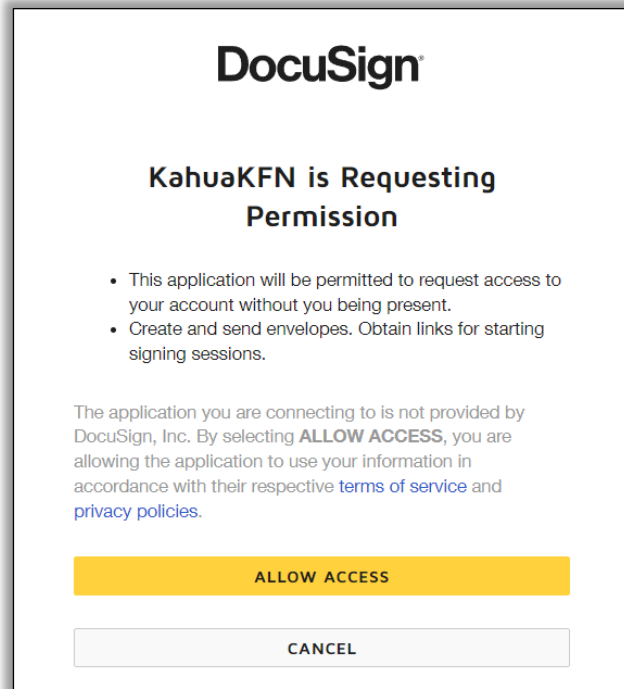 DocuSign®
KahuaKFN is Requesting
Permission
• This application will be permitted to request access to
your account without you being present.
• Create and send envelopes. Obtain links for starting
signing sessions.
The application you are connecting to is not provided by
DocuSign, Inc. By selecting ALLOW ACCESS, you are
allowing the application to use your information in
accordance with their respective terms of service and
privacy policies.
ALLOW ACCESS
CANCEL